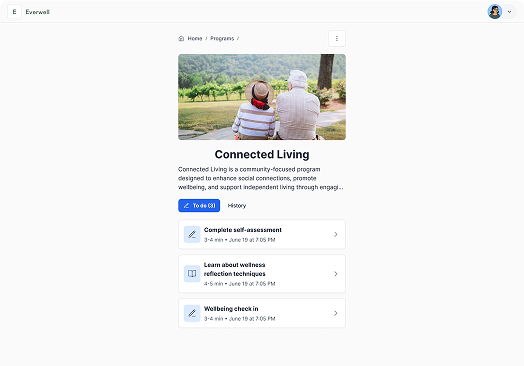 E Everwell
Home / Programs /
Connected Living
Connected Living is a community-focused program
designed to enhance social connections, promote
wellbeing, and support independent living through engagi...
To do (3) History
Complete self-assessment
3-4 min • June 19 at 7:05 PM
Learn about wellness
reflection techniques
4-5 min • June 19 at 7:05 PM
Wellbeing check in
3-4 min • June 19 at 7:05 PM